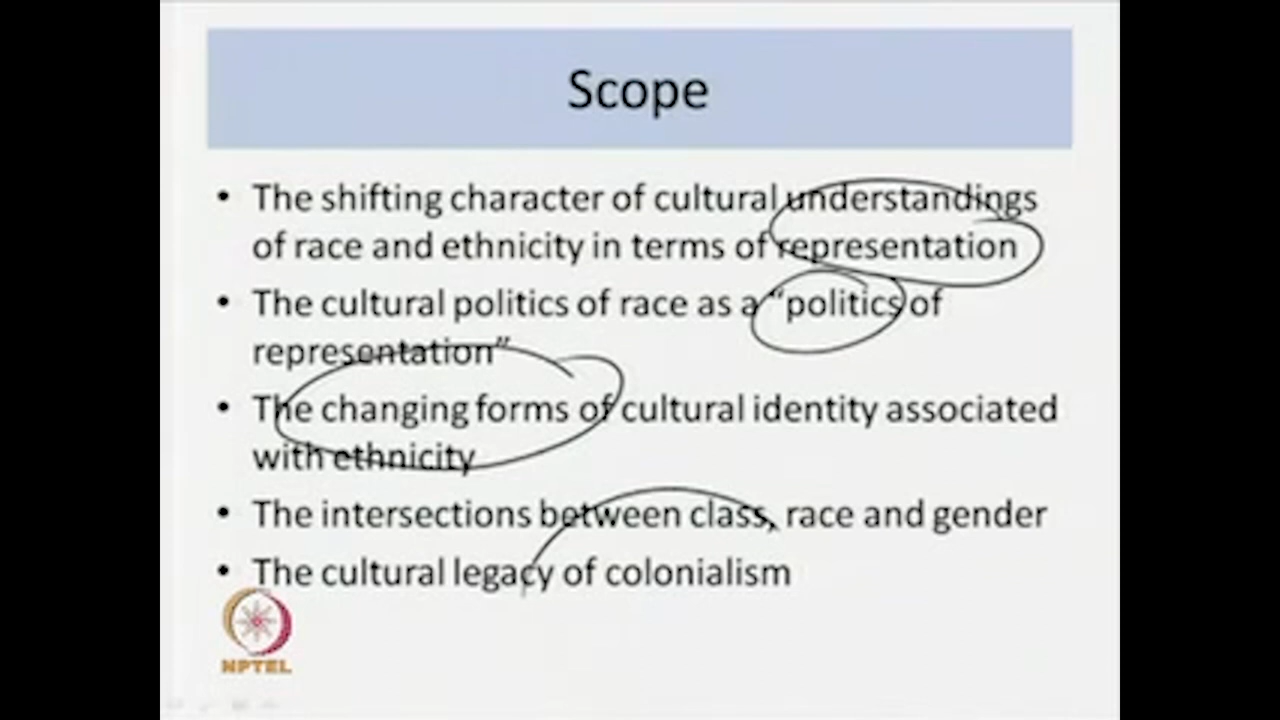 Scope
• The shifting character of cultural understandings
of race and ethnicity in terms of representation
• The cultural politics of race as a “politics of
representation”
• The changing forms of cultural identity associated
with ethnicity
• The intersections between class, race and gender
• The cultural legacy of colonialism
NPTEL